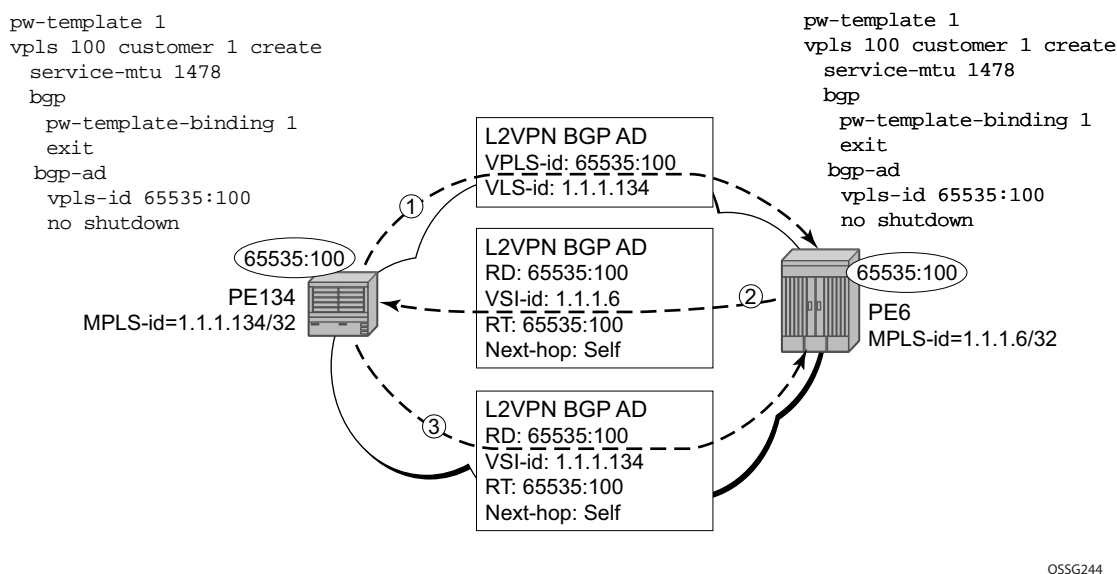 pw-template 1
vpls 100 customer 1 create
service-mtu 1478
bgp
pw-template-binding 1
exit
bgp-ad
vpls-id 65535:100
no shutdown
pw-template 1
vpls 100 customer 1 create
service-mtu 1478
bgp
pw-template-binding 1
exit
bgp-ad
vpls-id 65535:100
no shutdown
L2VPN BGP AD
VPLS-id: 65535:100
VLS-id: 1.1.1.134
1
65535:100
PE134
MPLS-id=1.1.1.134/32
L2VPN BGP AD
RD: 65535:100
VSI-id: 1.1.1.6
RT: 65535:100
Next-hop: Self
2
65535:100
PE6
MPLS-id=1.1.1.6/32
3
L2VPN BGP AD
RD: 65535:100
VSI-id: 1.1.1.134
RT: 65535:100
Next-hop: Self
OSSG244